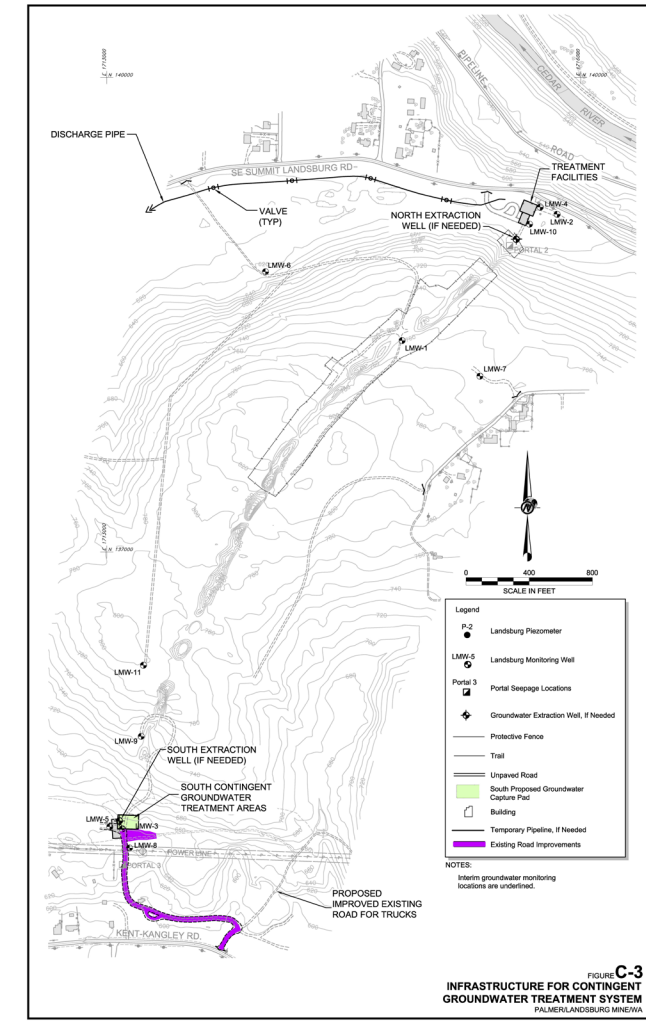 E 1713000
N 140000
E 1716000
N 140000
PIPELINE
ROAD
CEDAR
RIVER
DISCHARGE PIPE
SE SUMMIT LANDSBURG RD
TREATMENT
FACILITIES
LMW-4
LMW-2
LMW-10
VALVE
(TYP)
NORTH EXTRACTION
WELL (IF NEEDED)
PORTAL 2
LMW-6
LMW-1
LMW-7
E 1713000
N 137000
N
0 400 800
SCALE IN FEET
LMW-11
LMW-9
SOUTH EXTRACTION
WELL (IF NEEDED)
SOUTH CONTINGENT
GROUNDWATER
TREATMENT AREAS
LMW-5
LMW-3
LMW-8
POWER LINE
PORTAL 3
PROPOSED
IMPROVED EXISTING
ROAD FOR TRUCKS
KENT-KANGLEY RD.
Legend
P-2
Landsburg Piezometer
LMW-5
Landsburg Monitoring Well
Portal 3
Portal Seepage Locations
Groundwater Extraction Well, If Needed
Protective Fence
Trail
Unpaved Road
South Proposed Groundwater
Capture Pad
Building
Temporary Pipeline, If Needed
Existing Road Improvements
NOTES:
Interim groundwater monitoring
locations are underlined.
FIGURE C-3
INFRASTRUCTURE FOR CONTINGENT
GROUNDWATER TREATMENT SYSTEM
PALMER/LANDSBURG MINE/WA